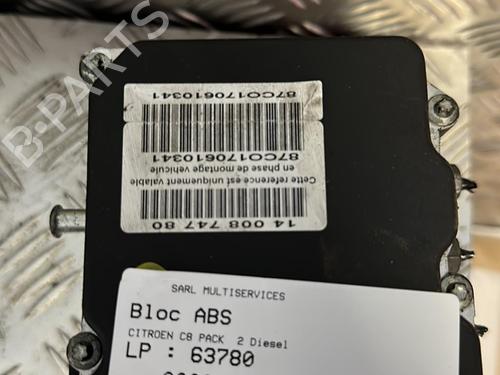 B-PARTS
87CO170610341
87CO170610341
Cette reference est uniquement valable
en phase de montage vehicule
14 008 747 80
SARL MULTISERVICES
Bloc ABS
CITROEN C8 PACK 2 Diesel
LP : 63780